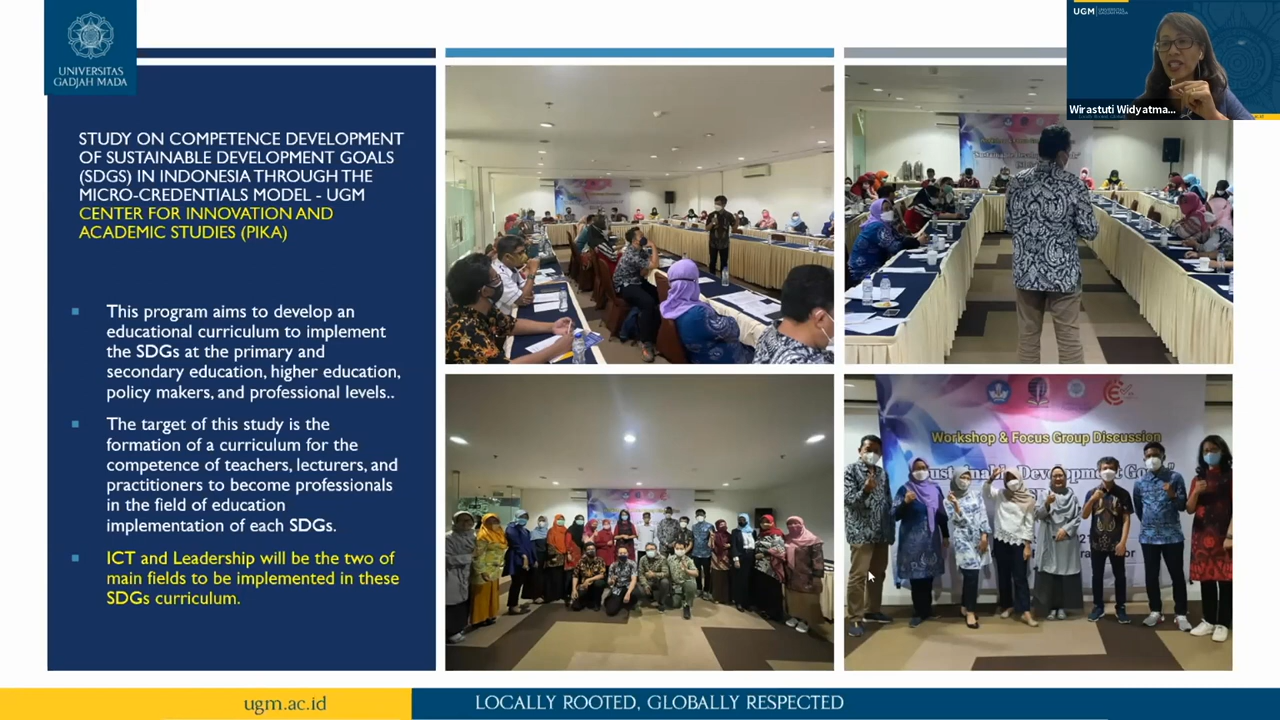 UNIVERSITAS
GADJAH MADA
STUDY ON COMPETENCE DEVELOPMENT
OF SUSTAINABLE DEVELOPMENT GOALS
(SDGS) IN INDONESIA THROUGH THE
MICRO-CREDENTIALS MODEL - UGM
CENTER FOR INNOVATION AND
ACADEMIC STUDIES (PIKA)
This program aims to develop an
educational curriculum to implement
the SDGs at the primary and
secondary education, higher education,
policy makers, and professional levels..
The target of this study is the
formation of a curriculum for the
competence of teachers, lecturers, and
practitioners to become professionals
in the field of education
implementation of each SDGs.
ICT and Leadership will be the two of
main fields to be implemented in these
SDGs curriculum.
UGM
Wirastuti Widyatma...
Workshop & Focus Group Discussion
Development
ugm.ac.id
LOCALLY ROOTED, GLOBALLY RESPECTED